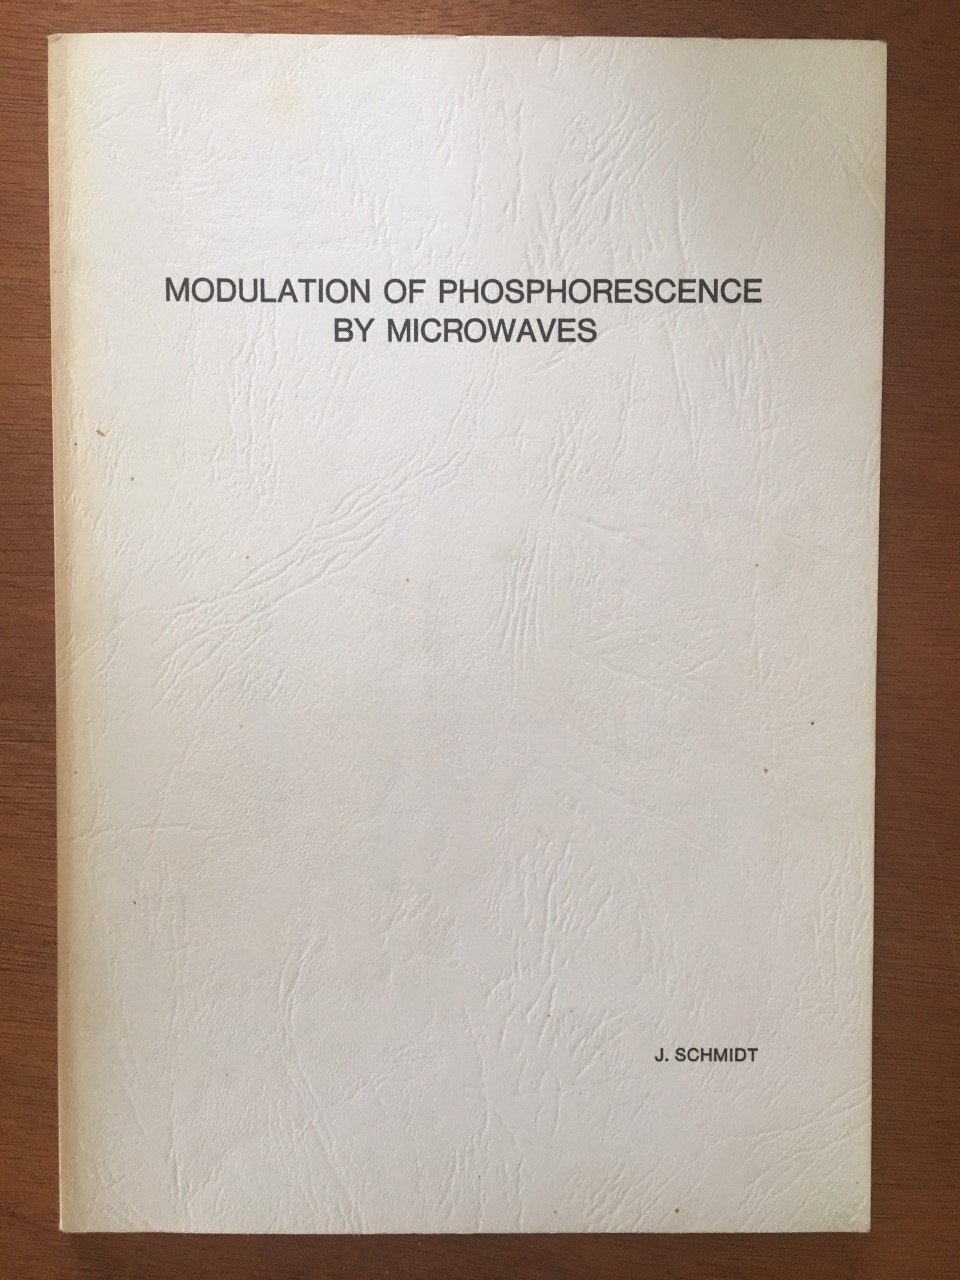 MODULATION OF PHOSPHORESCENCE
BY MICROWAVES
J. SCHMIDT